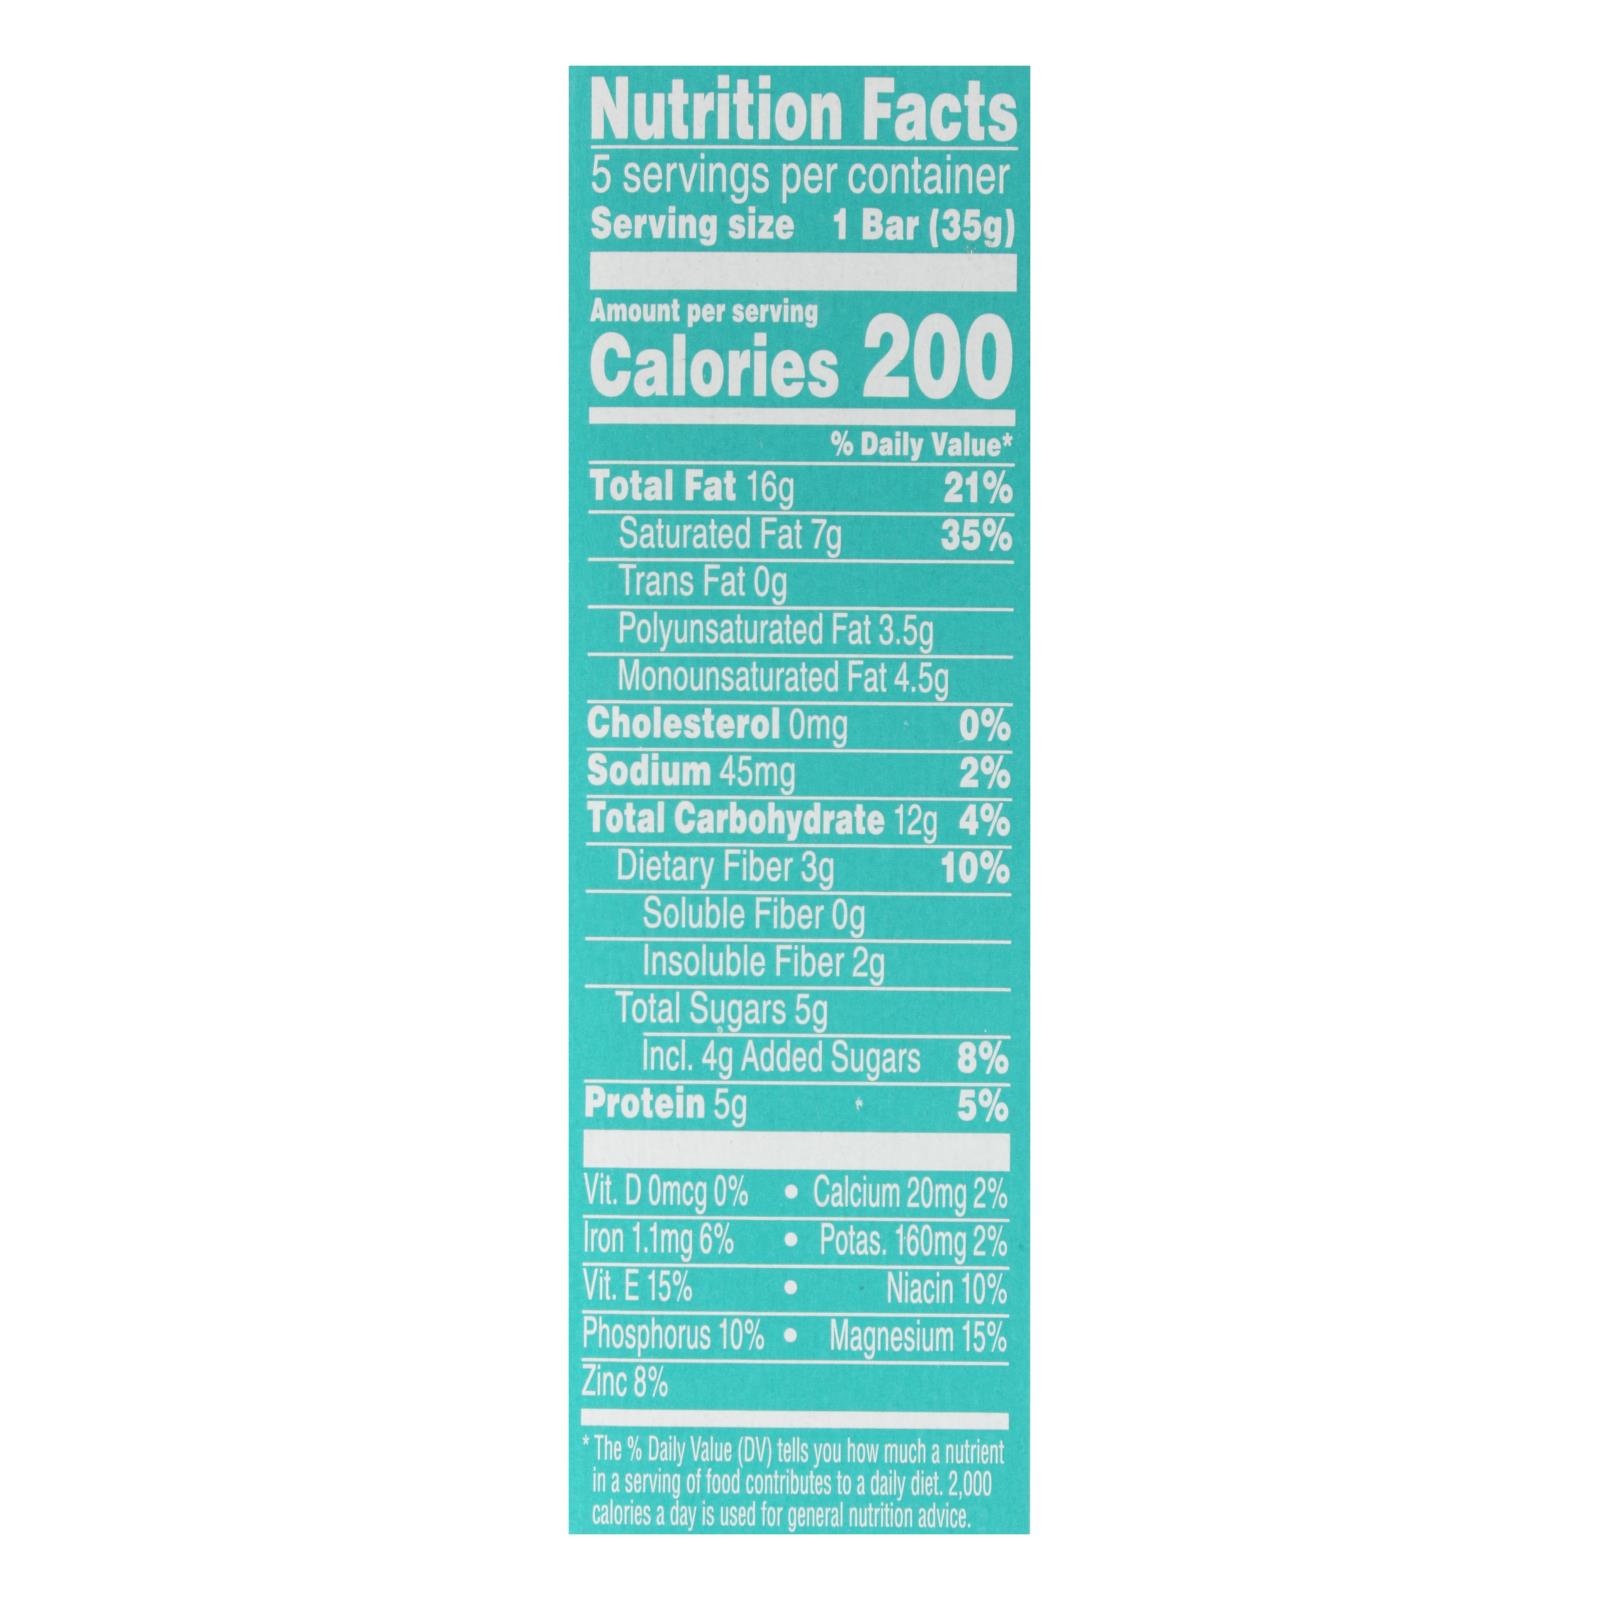 Nutrition Facts
5 servings per container
Serving size 1 Bar (35g)
Amount per serving
Calories 200
% Daily Value*
Total Fat 16g 21%
Saturated Fat 7g 35%
Trans Fat 0g
Polyunsaturated Fat 3.5g
Monounsaturated Fat 4.5g
Cholesterol 0mg 0%
Sodium 45mg 2%
Total Carbohydrate 12g 4%
Dietary Fiber 3g 10%
Soluble Fiber 0g
Insoluble Fiber 2g
Total Sugars 5g
Incl. 4g Added Sugars 8%
Protein 5g 5%
Vit. D 0mcg 0% • Calcium 20mg 2%
Iron 1.1mg 6% • Potas. 160mg 2%
Vit. E 15% • Niacin 10%
Phosphorus 10% • Magnesium 15%
Zinc 8%
* The % Daily Value (DV) tells you how much a nutrient
in a serving of food contributes to a daily diet. 2,000
calories a day is used for general nutrition advice.